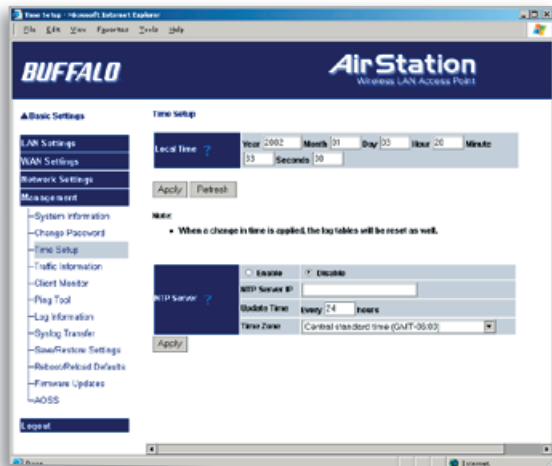 Time Setup - Microsoft Internet Explorer
File Edit View Favorites Tools Help
BUFFALO
AirStation
Wireless LAN Access Point
▲Basic Settings
LAN Settings
WAN Settings
Network Settings
Management
System Information
Change Password
Time Setup
Traffic Information
Client Monitor
Ping Tool
Log Information
Syslog Transfer
Save/Restore Settings
Reboot/Reload Defaults
Firmware Updates
AOSS
Logout
Time Setup
Local Time ? Year 2002 Month 01 Day 03 Hour 20 Minute
33 Seconds 30
Apply Refresh
Note:
• When a change in time is applied, the log tables will be reset as well.
NTP Server ?
Enable Disable
NTP Server IP
Update Time Every 24 hours
Time Zone Central standard time (GMT-06:00)
Apply
Done Internet